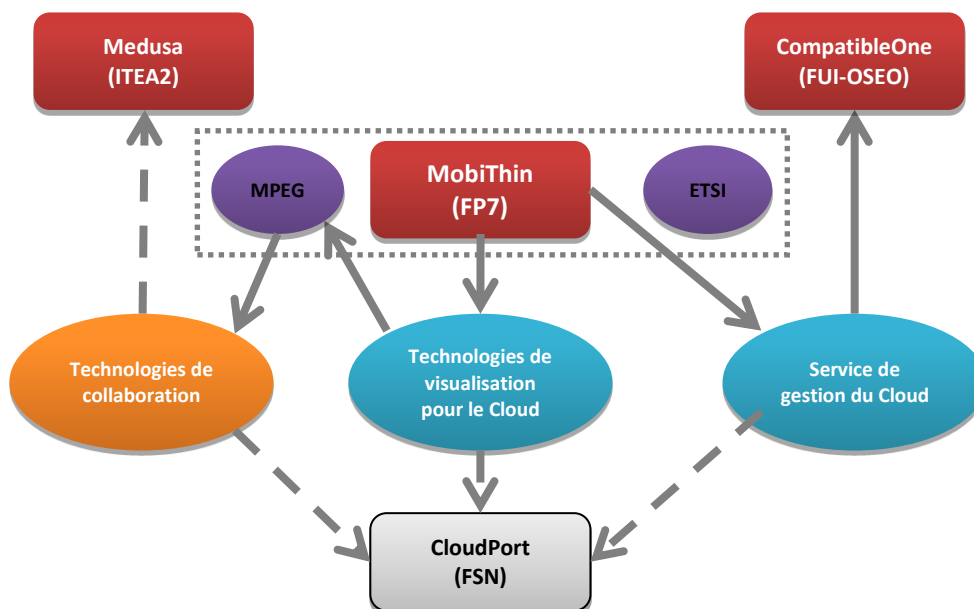 Medusa
(ITEA2)
CompatibleOne
(FUI-OSEO)
MPEG
MobiThin
(FP7)
ETSI
Technologies de
collaboration
Technologies de
visualisation
pour le Cloud
Service de
gestion du Cloud
CloudPort
(FSN)